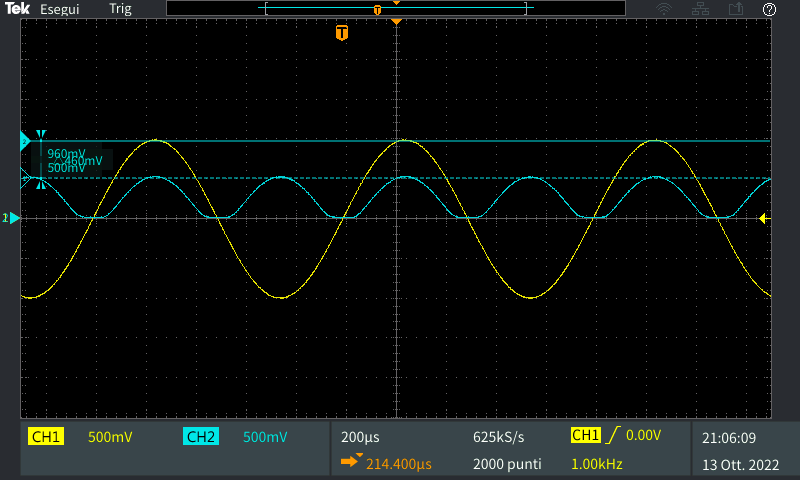 Tek Esegui Trig
T
T
?
2
960mV
460mV
500mV
CH1 500mV CH2 500mV 200µs 625kS/s CH1 0.00V 21:06:09
214.400µs 2000 punti 1.00kHz 13 Ott. 2022